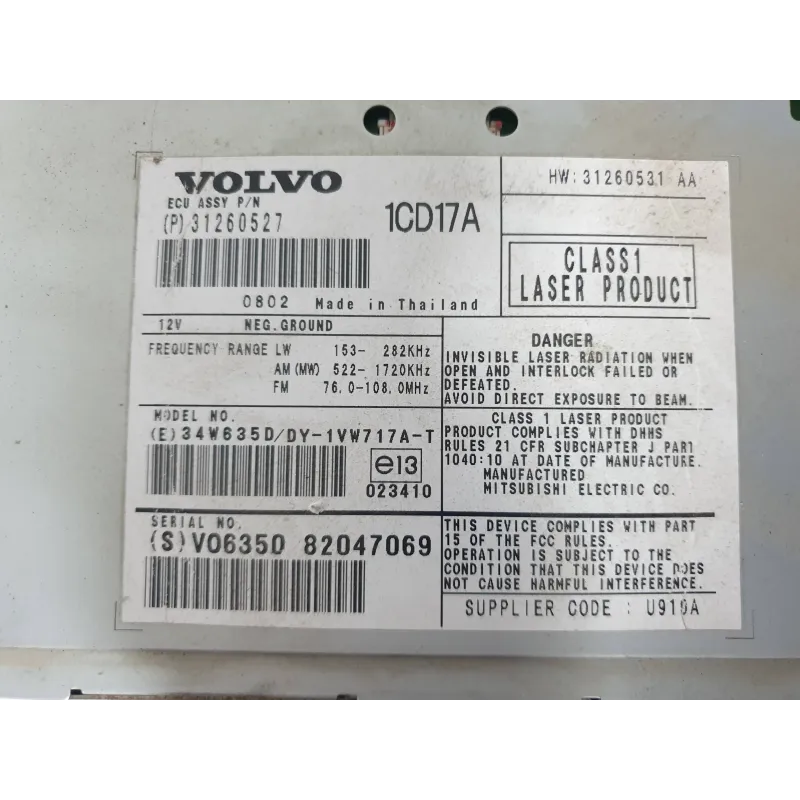 VOLVO
ECU ASSY P/N
(P) 31260527
1CD17A
0802 Made in Thailand
HW: 31260531 AA
CLASS1
LASER PRODUCT
12V NEG. GROUND
FREQUENCY RANGE LW 153- 282KHz
AM (MW) 522- 1720KHz
FM 76.0-108.0MHz
MODEL NO.
(E) 34W635D/DY-1VW717A-T
e13
023410
SERIAL NO.
(S) VO635D 82047069
DANGER
INVISIBLE LASER RADIATION WHEN
OPEN AND INTERLOCK FAILED OR
DEFEATED.
AVOID DIRECT EXPOSURE TO BEAM.
CLASS 1 LASER PRODUCT
PRODUCT COMPLIES WITH DHHS
RULES 21 CFR SUBCHAPTER J PART
1040:10 AT DATE OF MANUFACTURE.
MANUFACTURED
MITSUBISHI ELECTRIC CO.
THIS DEVICE COMPLIES WITH PART
15 OF THE FCC RULES.
OPERATION IS SUBJECT TO THE
CONDITION THAT THIS DEVICE DOES
NOT CAUSE HARMFUL INTERFERENCE.
SUPPLIER CODE : U910A